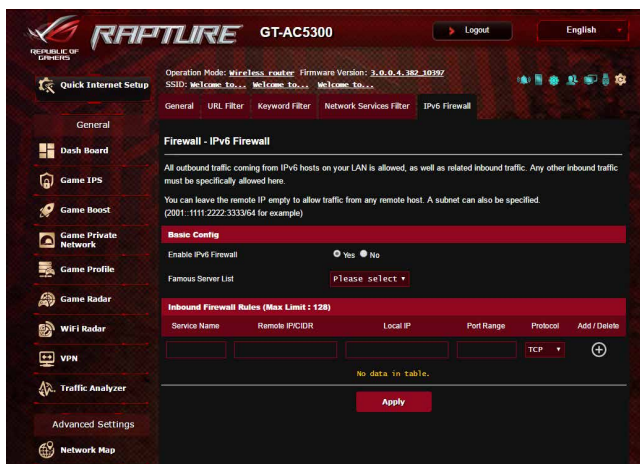 REPUBLIC OF
GAMERS
RAPTURE
GT-AC5300
Logout
English
Quick Internet Setup
Operation Mode: Wireless router Firmware Version: 3.0.0.4.382_10397
SSID: Welcome to... Welcome to... Welcome to...
General URL Filter Keyword Filter Network Services Filter IPv6 Firewall
General
Dash Board
Game IPS
Game Boost
Game Private
Network
Game Profile
Game Radar
WiFi Radar
VPN
Traffic Analyzer
Advanced Settings
Network Map
Firewall - IPv6 Firewall
All outbound traffic coming from IPv6 hosts on your LAN is allowed, as well as related inbound traffic. Any other inbound traffic
must be specifically allowed here.
You can leave the remote IP empty to allow traffic from any remote host. A subnet can also be specified.
(2001::1111:2222:3333/64 for example)
Basic Config
Enable IPv6 Firewall Yes No
Famous Server List Please select
Inbound Firewall Rules (Max Limit : 128)
Service Name Remote IP/CIDR Local IP Port Range Protocol Add / Delete
TCP
No data in table.
Apply